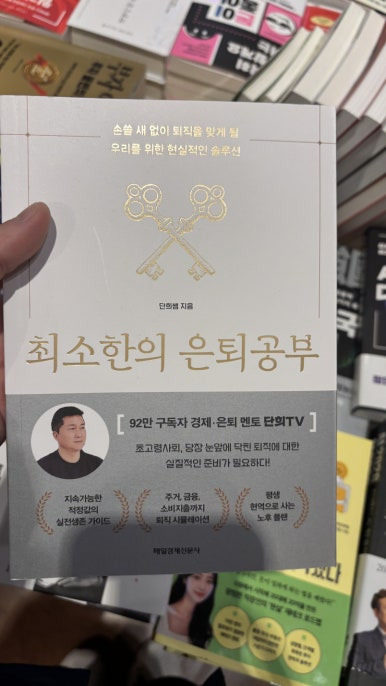 손쓸 새 없이 퇴직을 맞게 될
우리를 위한 현실적인 솔루션
단희쌤 지음
최소한의 은퇴공부
[ 92만 구독자 경제·은퇴 멘토 단희TV ]
초고령사회, 당장 눈앞에 닥친 퇴직에 대한
실질적인 준비가 필요하다!
지속가능한
적정값의
실전생존 가이드
주거, 금융,
소비지출까지
퇴직 시뮬레이션
평생
현역으로 사는
노후 플랜
매일경제신문사